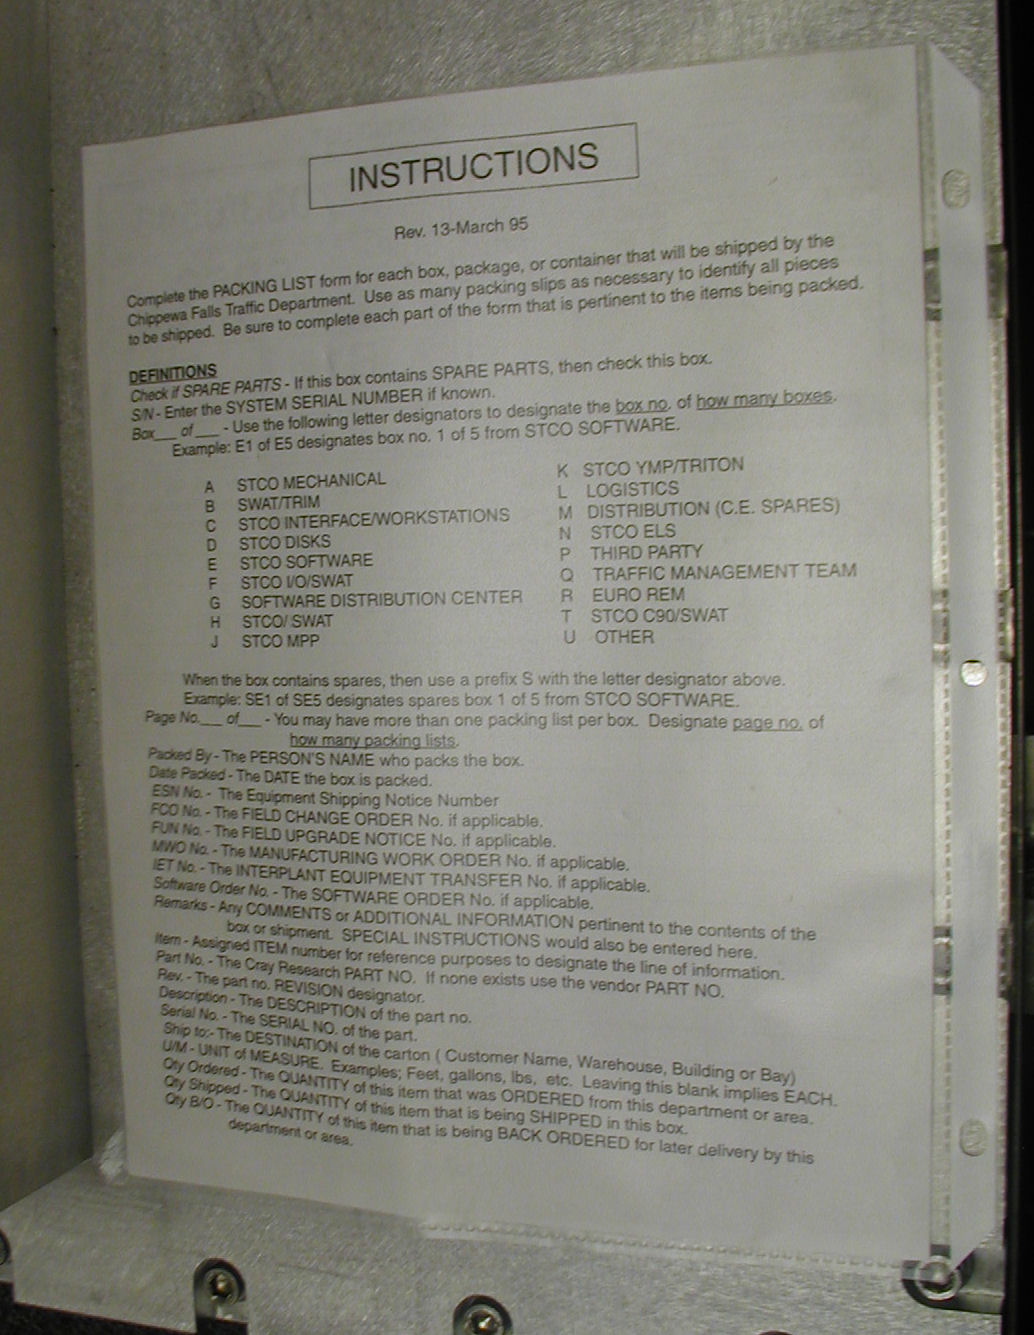 INSTRUCTIONS
Rev. 13-March 95
Complete the PACKING LIST form for each box, package, or container that will be shipped by the
Chippewa Falls Traffic Department. Use as many packing slips as necessary to identify all pieces
to be shipped. Be sure to complete each part of the form that is pertinent to the items being packed.
DEFINITIONS
Check if SPARE PARTS - If this box contains SPARE PARTS, then check this box.
S/N - Enter the SYSTEM SERIAL NUMBER if known.
Box___ of ___ - Use the following letter designators to designate the box no. of how many boxes.
Example: E1 of E5 designates box no. 1 of 5 from STCO SOFTWARE.
A STCO MECHANICAL
B SWAT/TRIM
C STCO INTERFACE/WORKSTATIONS
D STCO DISKS
E STCO SOFTWARE
F STCO I/O/SWAT
G SOFTWARE DISTRIBUTION CENTER
H STCO/ SWAT
J STCO MPP
K STCO YMP/TRITON
L LOGISTICS
M DISTRIBUTION (C.E. SPARES)
N STCO ELS
P THIRD PARTY
Q TRAFFIC MANAGEMENT TEAM
R EURO REM
T STCO C90/SWAT
U OTHER
When the box contains spares, then use a prefix S with the letter designator above.
Example: SE1 of SE5 designates spares box 1 of 5 from STCO SOFTWARE.
Page No.___ of___ - You may have more than one packing list per box. Designate page no. of
how many packing lists.
Packed By - The PERSON'S NAME who packs the box.
Date Packed - The DATE the box is packed.
ESN No. - The Equipment Shipping Notice Number
FCO No. - The FIELD CHANGE ORDER No. if applicable.
FUN No. - The FIELD UPGRADE NOTICE No. if applicable.
MWO No. - The MANUFACTURING WORK ORDER No. if applicable.
IET No. - The INTERPLANT EQUIPMENT TRANSFER No. if applicable.
Software Order No. - The SOFTWARE ORDER No. if applicable.
Remarks - Any COMMENTS or ADDITIONAL INFORMATION pertinent to the contents of the
box or shipment. SPECIAL INSTRUCTIONS would also be entered here.
Item - Assigned ITEM number for reference purposes to designate the line of information.
Part No. - The Cray Research PART NO. If none exists use the vendor PART NO.
Rev. - The part no. REVISION designator.
Description - The DESCRIPTION of the part no.
Serial No. - The SERIAL NO. of the part.
Ship to:- The DESTINATION of the carton ( Customer Name, Warehouse, Building or Bay)
U/M - UNIT of MEASURE. Examples; Feet, gallons, lbs, etc. Leaving this blank implies EACH.
Qty Ordered - The QUANTITY of this item that was ORDERED from this department or area.
Qty Shipped - The QUANTITY of this item that is being SHIPPED in this box.
Qty B/O - The QUANTITY of this item that is being BACK ORDERED for later delivery by this
department or area.